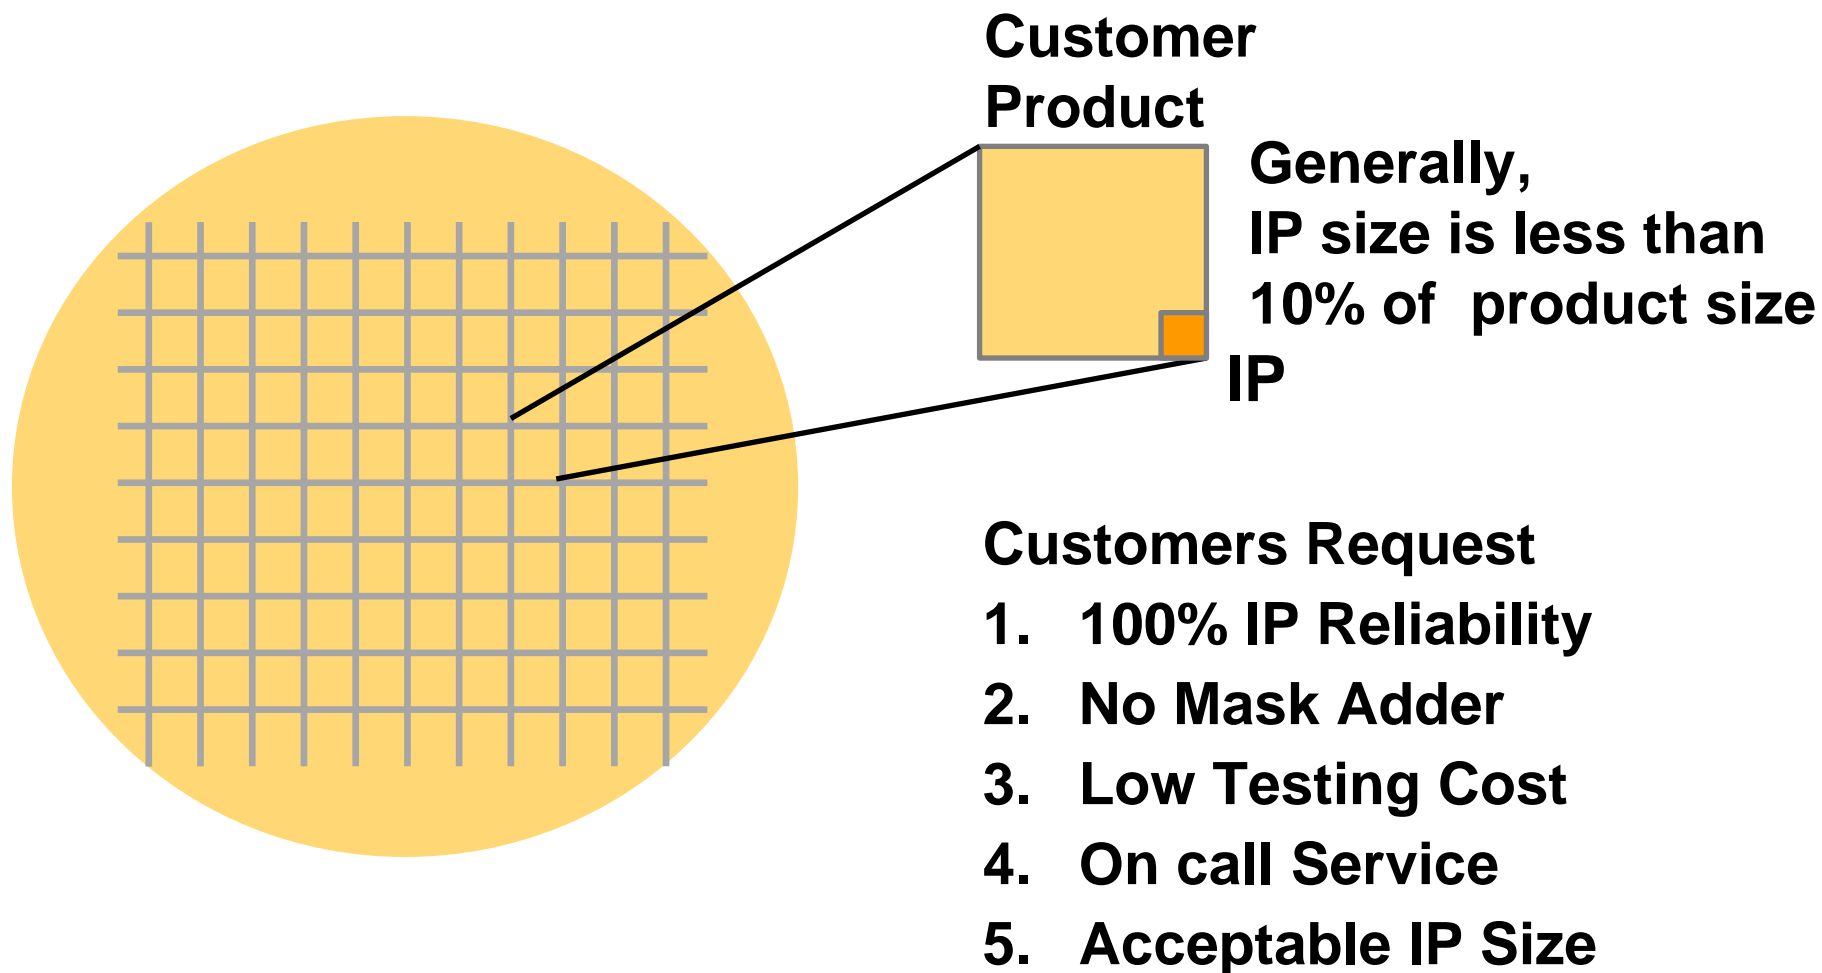 Customer
Product
Generally,
IP size is less than
10% of  product size
IP
Customers Request
1. 100% IP Reliability
2. No Mask Adder
3. Low Testing Cost
4. On call Service
5. Acceptable IP Size